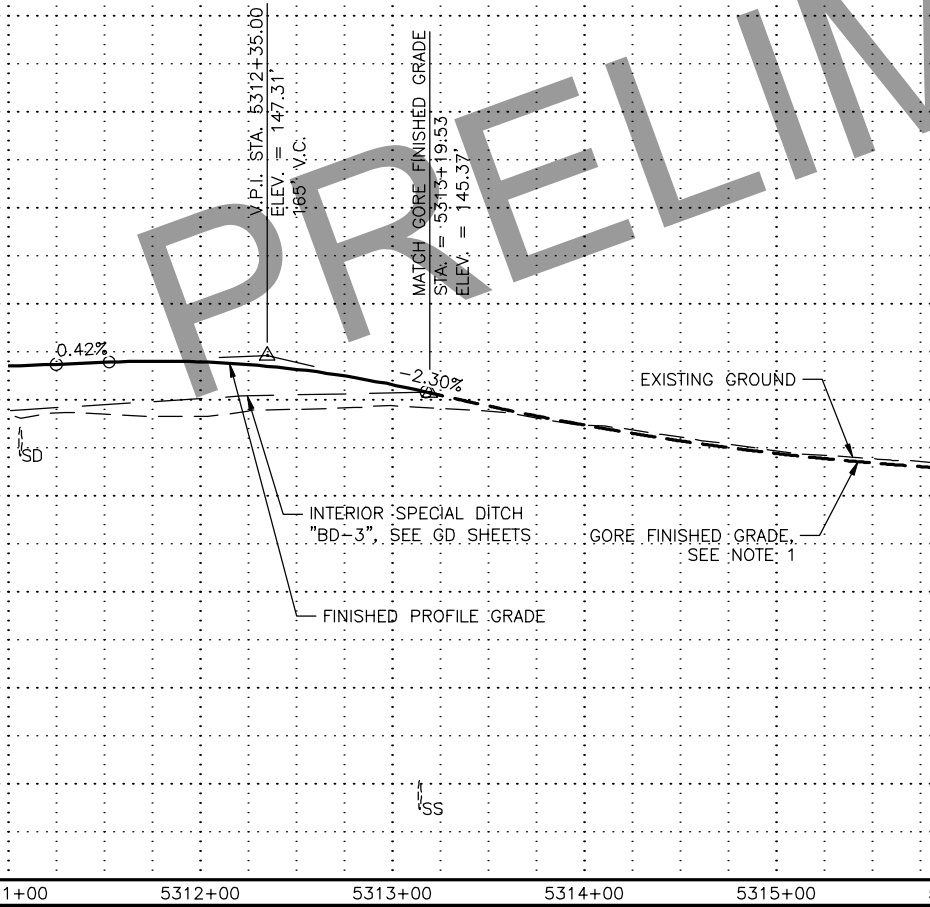 PRELIM
V.P.I. STA. 5312+35.00
ELEV. = 147.31'
165' V.C.
MATCH GORE FINISHED GRADE
STA. = 5313+19.53
ELEV. = 145.37'
0.42%
-2.30%
EXISTING GROUND
SD
INTERIOR SPECIAL DITCH
"BD-3", SEE GD SHEETS
GORE FINISHED GRADE,
SEE NOTE 1
FINISHED PROFILE GRADE
SS
1+00 5312+00 5313+00 5314+00 5315+00